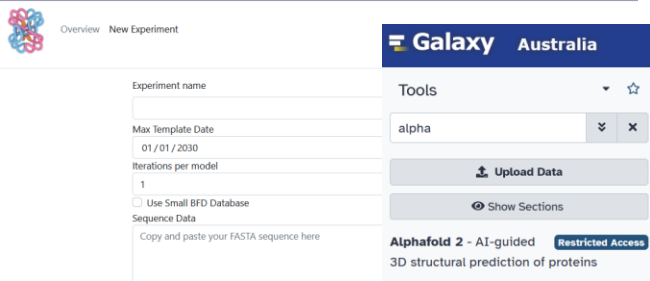 Overview New Experiment
Experiment name
Max Template Date
01/01/2030
Iterations per model
1
Use Small BFD Database
Sequence Data
Copy and paste your FASTA sequence here
Galaxy Australia
Tools
alpha
Upload Data
Show Sections
Alphafold 2 - AI-guided Restricted Access
3D structural prediction of proteins